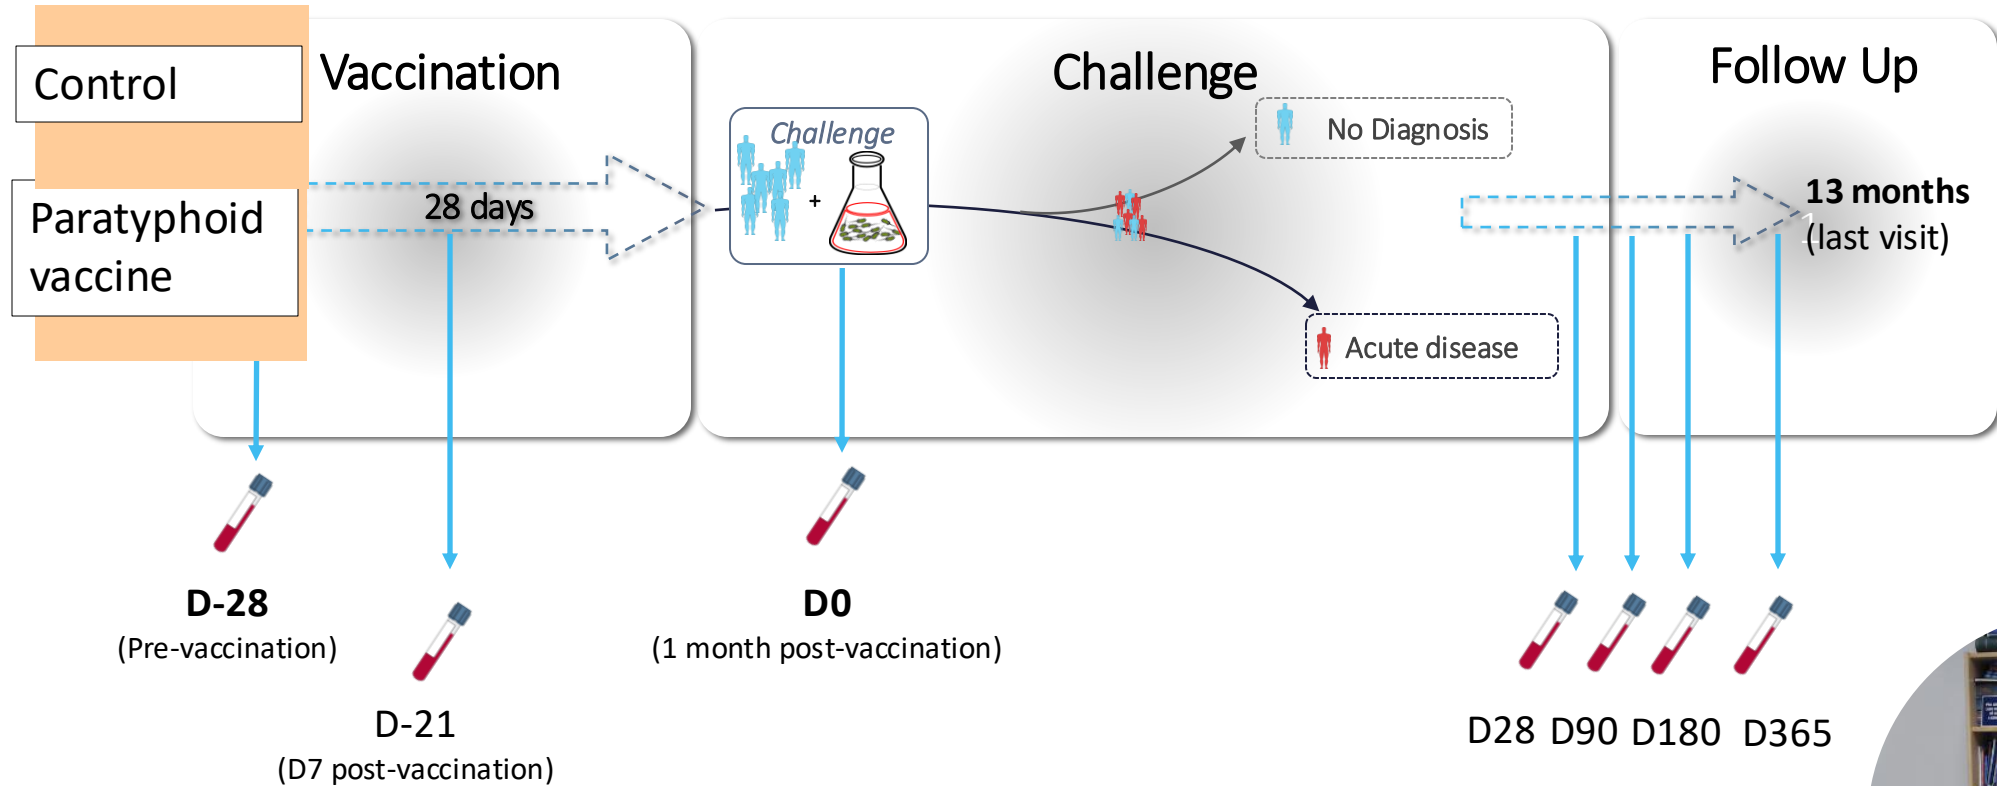 Control
Paratyphoid
vaccine
Vaccination
28 days
Challenge
Challenge
+
No Diagnosis
Acute disease
Follow Up
13 months
(last visit)
D-28
(Pre-vaccination)
D-21
(D7 post-vaccination)
D0
(1 month post-vaccination)
D28 D90 D180 D365